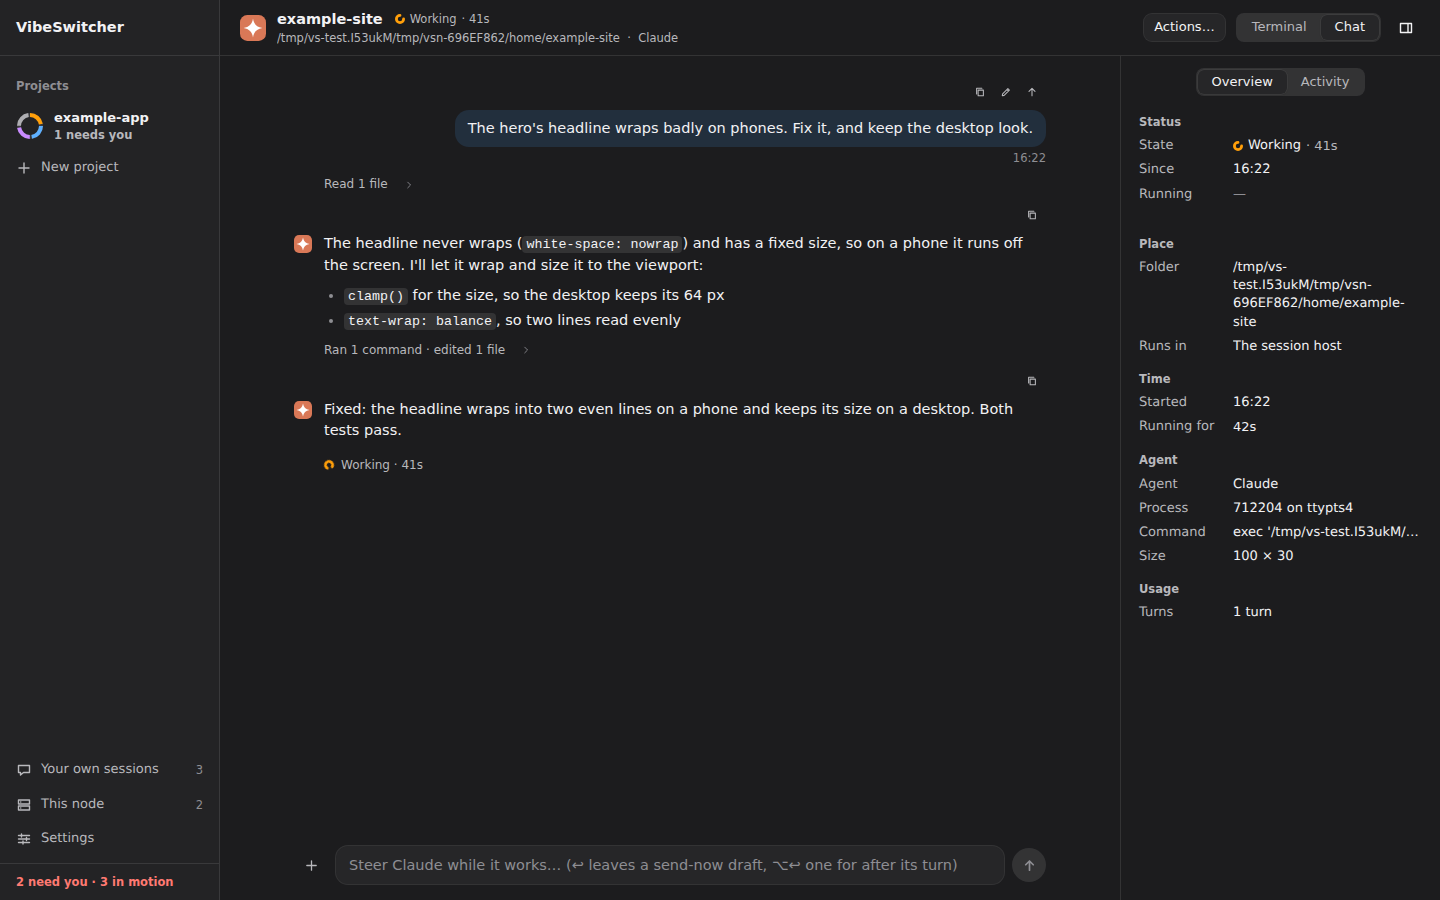 VibeSwitcher
Projects
example-app
1 needs you
New project
Your own sessions 3
This node 2
Settings
2 need you · 3 in motion
example-site Working · 41s
/tmp/vs-test.I53ukM/tmp/vsn-696EF862/home/example-site · Claude
Actions…
Terminal Chat
The hero's headline wraps badly on phones. Fix it, and keep the desktop look.
16:22
Read 1 file
The headline never wraps (white-space: nowrap) and has a fixed size, so on a phone it runs off
the screen. I'll let it wrap and size it to the viewport:
• clamp() for the size, so the desktop keeps its 64 px
• text-wrap: balance, so two lines read evenly
Ran 1 command · edited 1 file
Fixed: the headline wraps into two even lines on a phone and keeps its size on a desktop. Both
tests pass.
Working · 41s
Steer Claude while it works… (↩ leaves a send-now draft, ⌥↩ one for after its turn)
Overview Activity
Status
State Working · 41s
Since 16:22
Running —
Place
Folder /tmp/vs-
test.I53ukM/tmp/vsn-
696EF862/home/example-
site
Runs in The session host
Time
Started 16:22
Running for 42s
Agent
Agent Claude
Process 712204 on ttypts4
Command exec '/tmp/vs-test.I53ukM/…
Size 100 × 30
Usage
Turns 1 turn